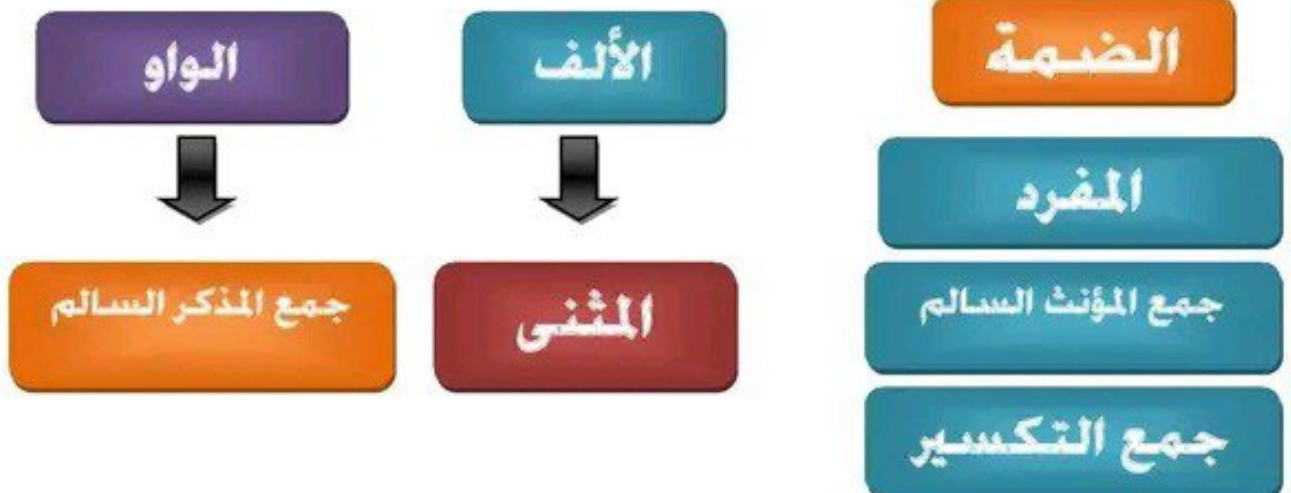 الضمة
المفرد
جمع المؤنث السالم
جمع التكسير
الألف
المثنى
الواو
جمع المذكر السالم